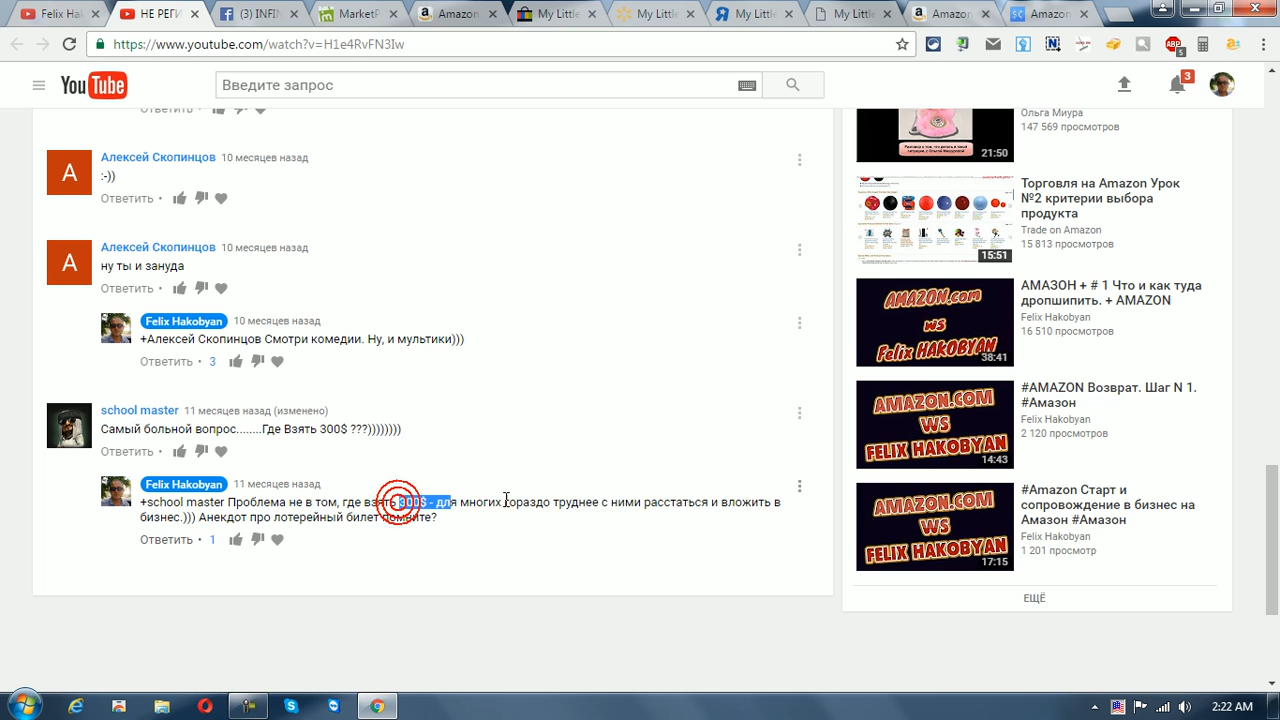 Felix Hak
НЕ РЕГИ
(3) INFIN
MarketP
Amazon
My Little
My Little
My Little
Amazon
Amazon
https://www.youtube.com/watch?v=H1e4RvFN3Iw
ABP
5
YouTube
Введите запрос
3
Ответить
Алексей Скопинцов 10 месяцев назад
А
:-))
Ответить
Алексей Скопинцов 10 месяцев назад
А
ну ты и зануда
Ответить
Felix Hakobyan 10 месяцев назад
+Алексей Скопинцов Смотри комедии. Ну, и мультики)))
Ответить 3
school master 11 месяцев назад (изменено)
Самый больной вопрос........Где Взять 300$ ???))))))))
Ответить
Felix Hakobyan 11 месяцев назад
+school master Проблема не в том, где взять 300$ - для многих гораздо труднее с ними расстаться и вложить в
бизнес.))) Анекдот про лотерейный билет помните?
Ответить 1
Ольга Миура
147 569 просмотров
21:50
Торговля на Amazon Урок
№2 критерии выбора
продукта
Trade on Amazon
15 813 просмотров
15:51
АМАЗОН + # 1 Что и как туда
дропшипить. + AMAZON
Felix Hakobyan
16 510 просмотров
AMAZON.com
ws
Felix HAKOBYAN
38:41
#AMAZON Возврат. Шаг N 1.
#Амазон
Felix Hakobyan
2 120 просмотров
AMAZON.COM
WS
FELIX HAKOBYAN
14:43
#Amazon Старт и
сопровождение в бизнес на
Амазон #Амазон
Felix Hakobyan
1 201 просмотр
AMAZON.COM
WS
FELIX HAKOBYAN
17:15
ЕЩЁ
2:22 AM